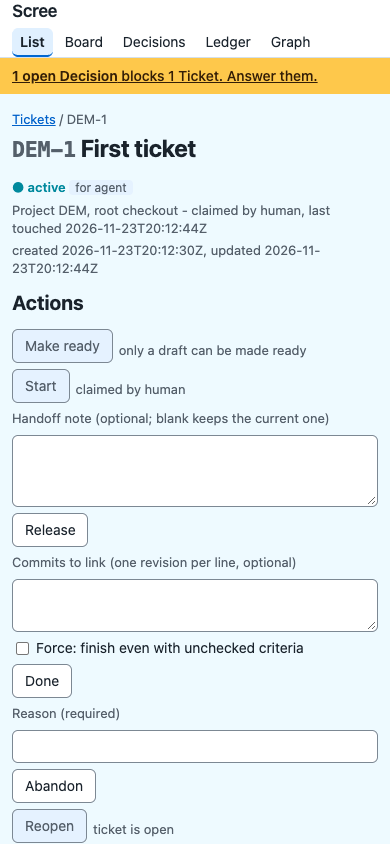 Scree
List Board Decisions Ledger Graph
1 open Decision blocks 1 Ticket. Answer them.
Tickets / DEM-1
DEM-1 First ticket
active for agent
Project DEM, root checkout - claimed by human, last
touched 2026-11-23T20:12:44Z
created 2026-11-23T20:12:30Z, updated 2026-11-
23T20:12:44Z
Actions
Make ready only a draft can be made ready
Start claimed by human
Handoff note (optional; blank keeps the current one)
Release
Commits to link (one revision per line, optional)
Force: finish even with unchecked criteria
Done
Reason (required)
Abandon
Reopen ticket is open